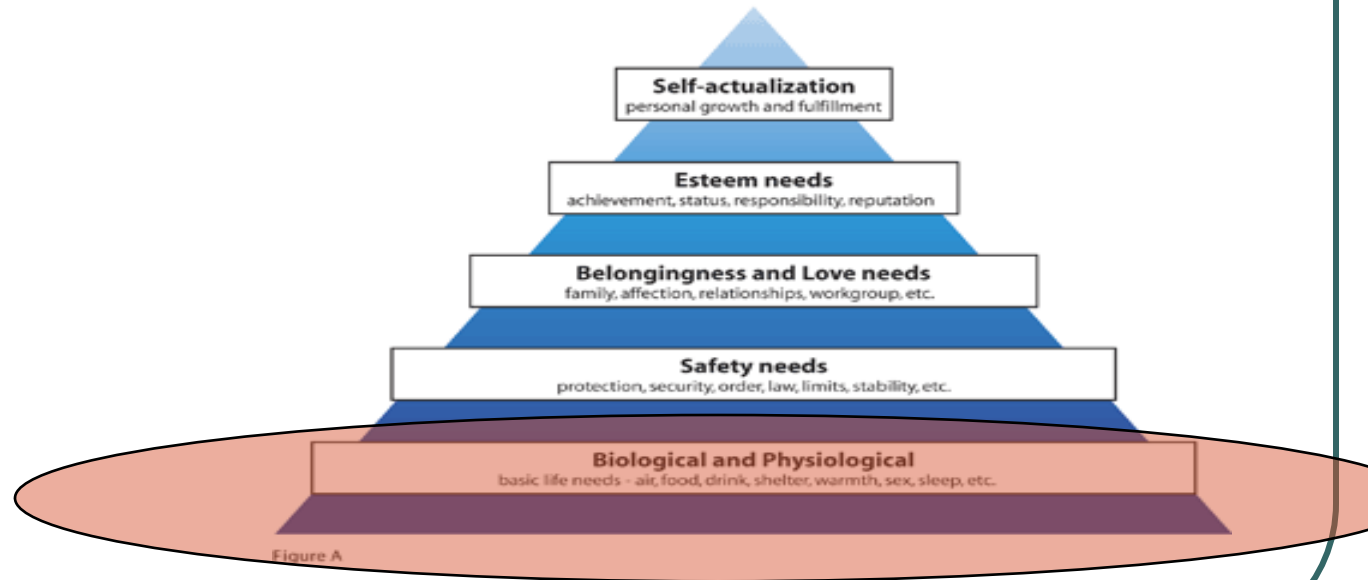 Self-actualization
personal growth and fulfillment
Esteem needs
achievement, status, responsibility, reputation
Belongingness and Love needs
family, affection, relationships, workgroup, etc.
Safety needs
protection, security, order, law, limits, stability, etc.
Biological and Physiological
basic life needs - air, food, drink, shelter, warmth, sex, sleep, etc.
Figure A